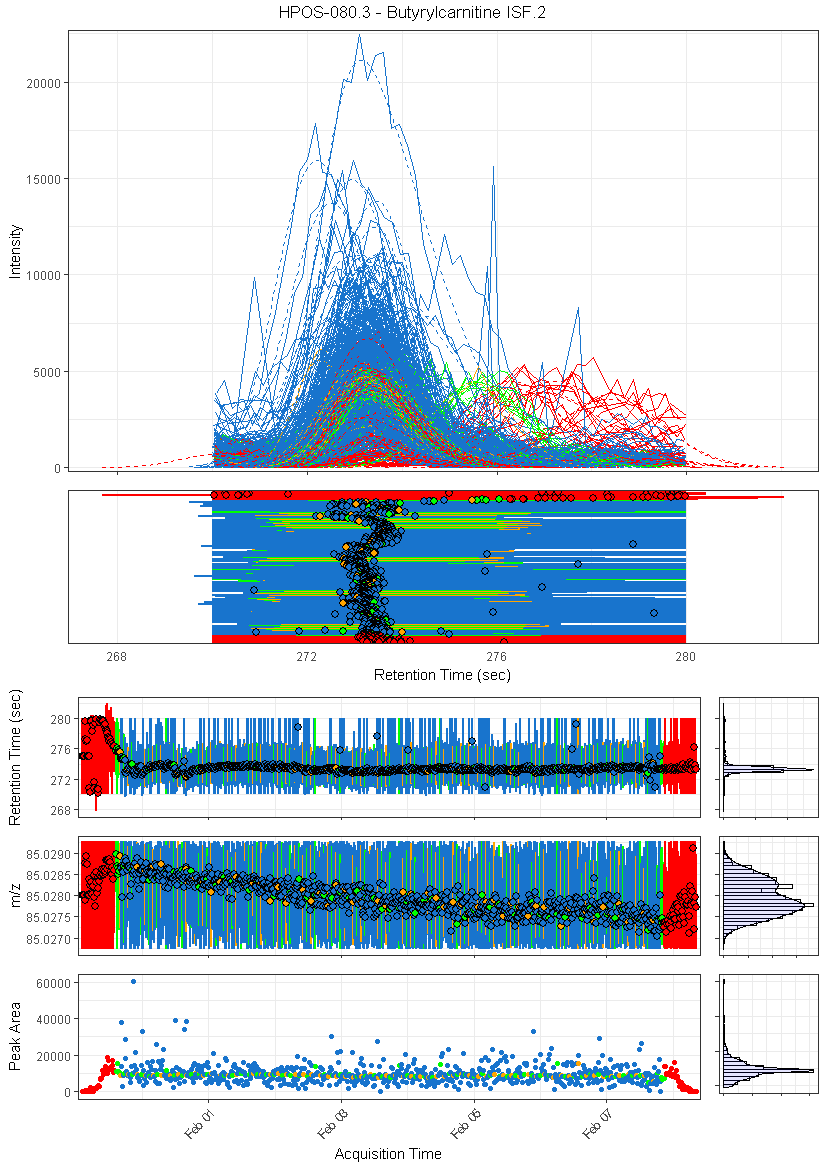 HPOS-080.3 - Butyrylcarnitine ISF.2
20000
15000
10000
5000
0
Intensity
268
272
276
280
Retention Time (sec)
280
276
272
268
Retention Time (sec)
85.0290
85.0285
85.0280
85.0275
85.0270
m/z
60000
40000
20000
0
Peak Area
Feb 01
Feb 03
Feb 05
Feb 07
Acquisition Time